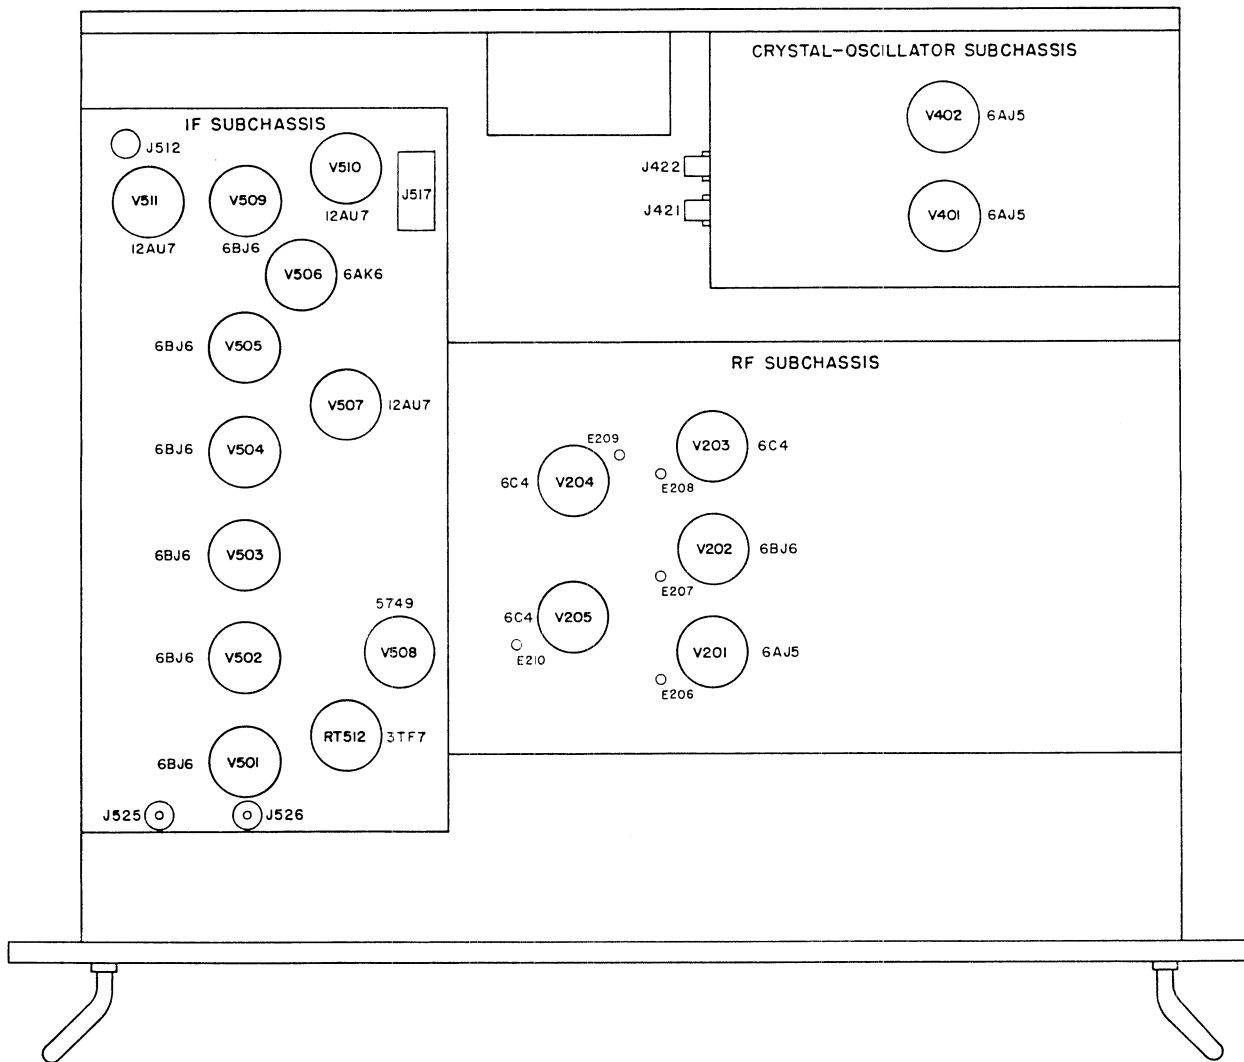 CRYSTAL-OSCILLATOR SUBCHASSIS
V402 6AJ5
J422
J421
V401 6AJ5
IF SUBCHASSIS
J512
V511
12AU7
V509
6BJ6
V510
12AU7
J517
V506 6AK6
6BJ6 V505
V507 12AU7
6BJ6 V504
6BJ6 V503
5749
V508
6BJ6 V502
RT512 3TF7
6BJ6 V501
J525
J526
RF SUBCHASSIS
E209
V203 6C4
6C4 V204
E208
V202 6BJ6
E207
6C4 V205
E210
V201 6AJ5
E206